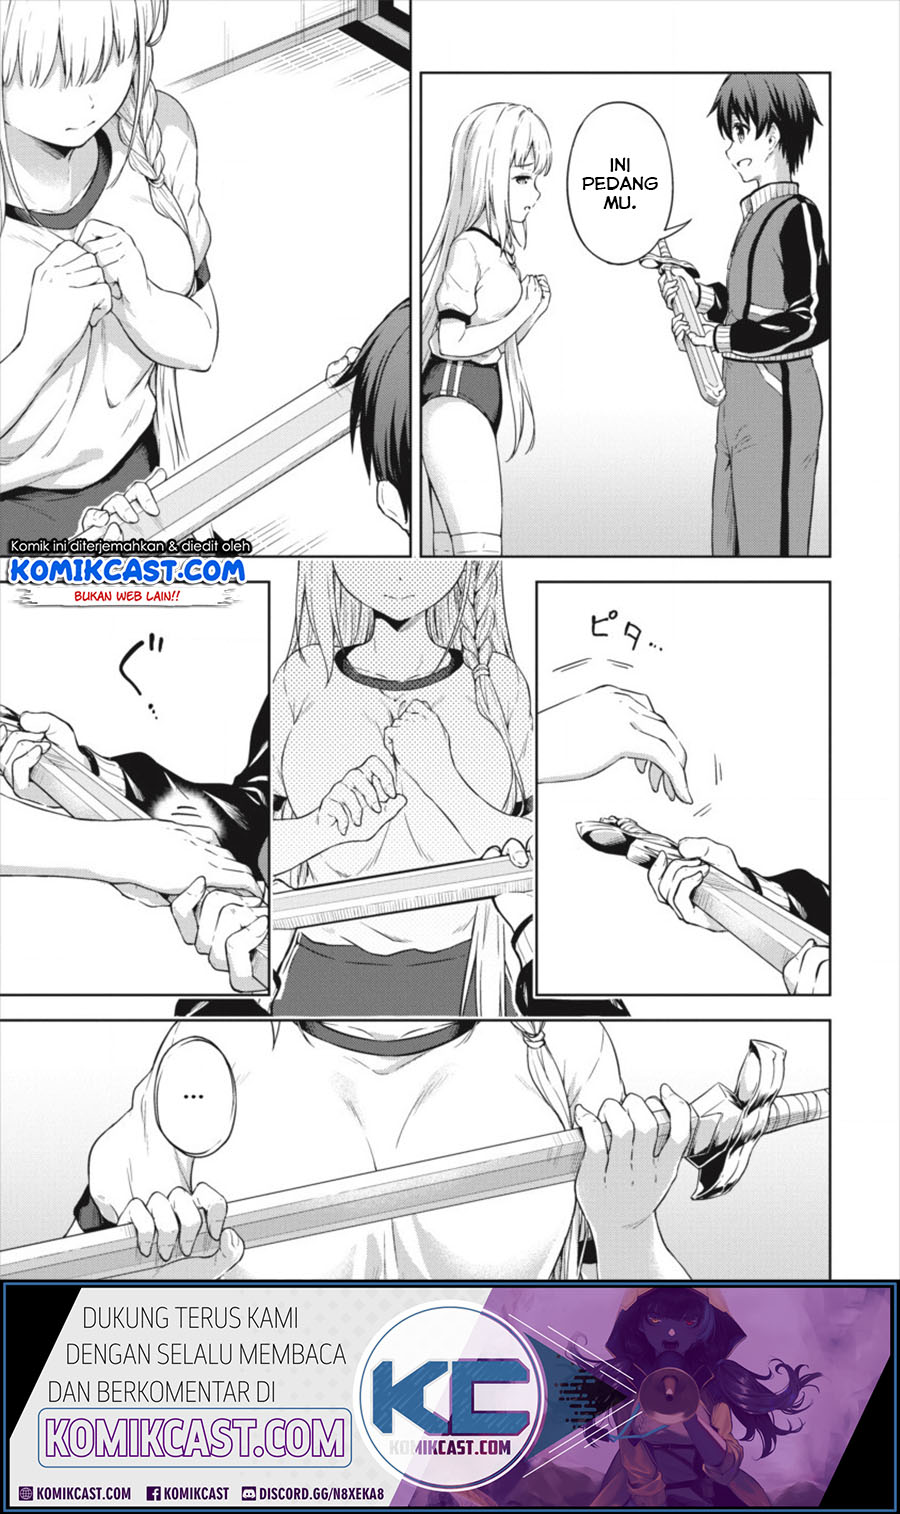 INI
PEDANG
MU.
ピタ...
ぐ...
...
Komik ini diterjemahkan & diedit oleh
KOMIKCAST.COM
BUKAN WEB LAIN!!
DUKUNG TERUS KAMI
DENGAN SELALU MEMBACA
DAN BERKOMENTAR DI
KOMIKCAST.COM
KC
KOMIKCAST.COM
KOMIKCAST.COM
KOMIKCAST
DISCORD.GG/N8XEKA8